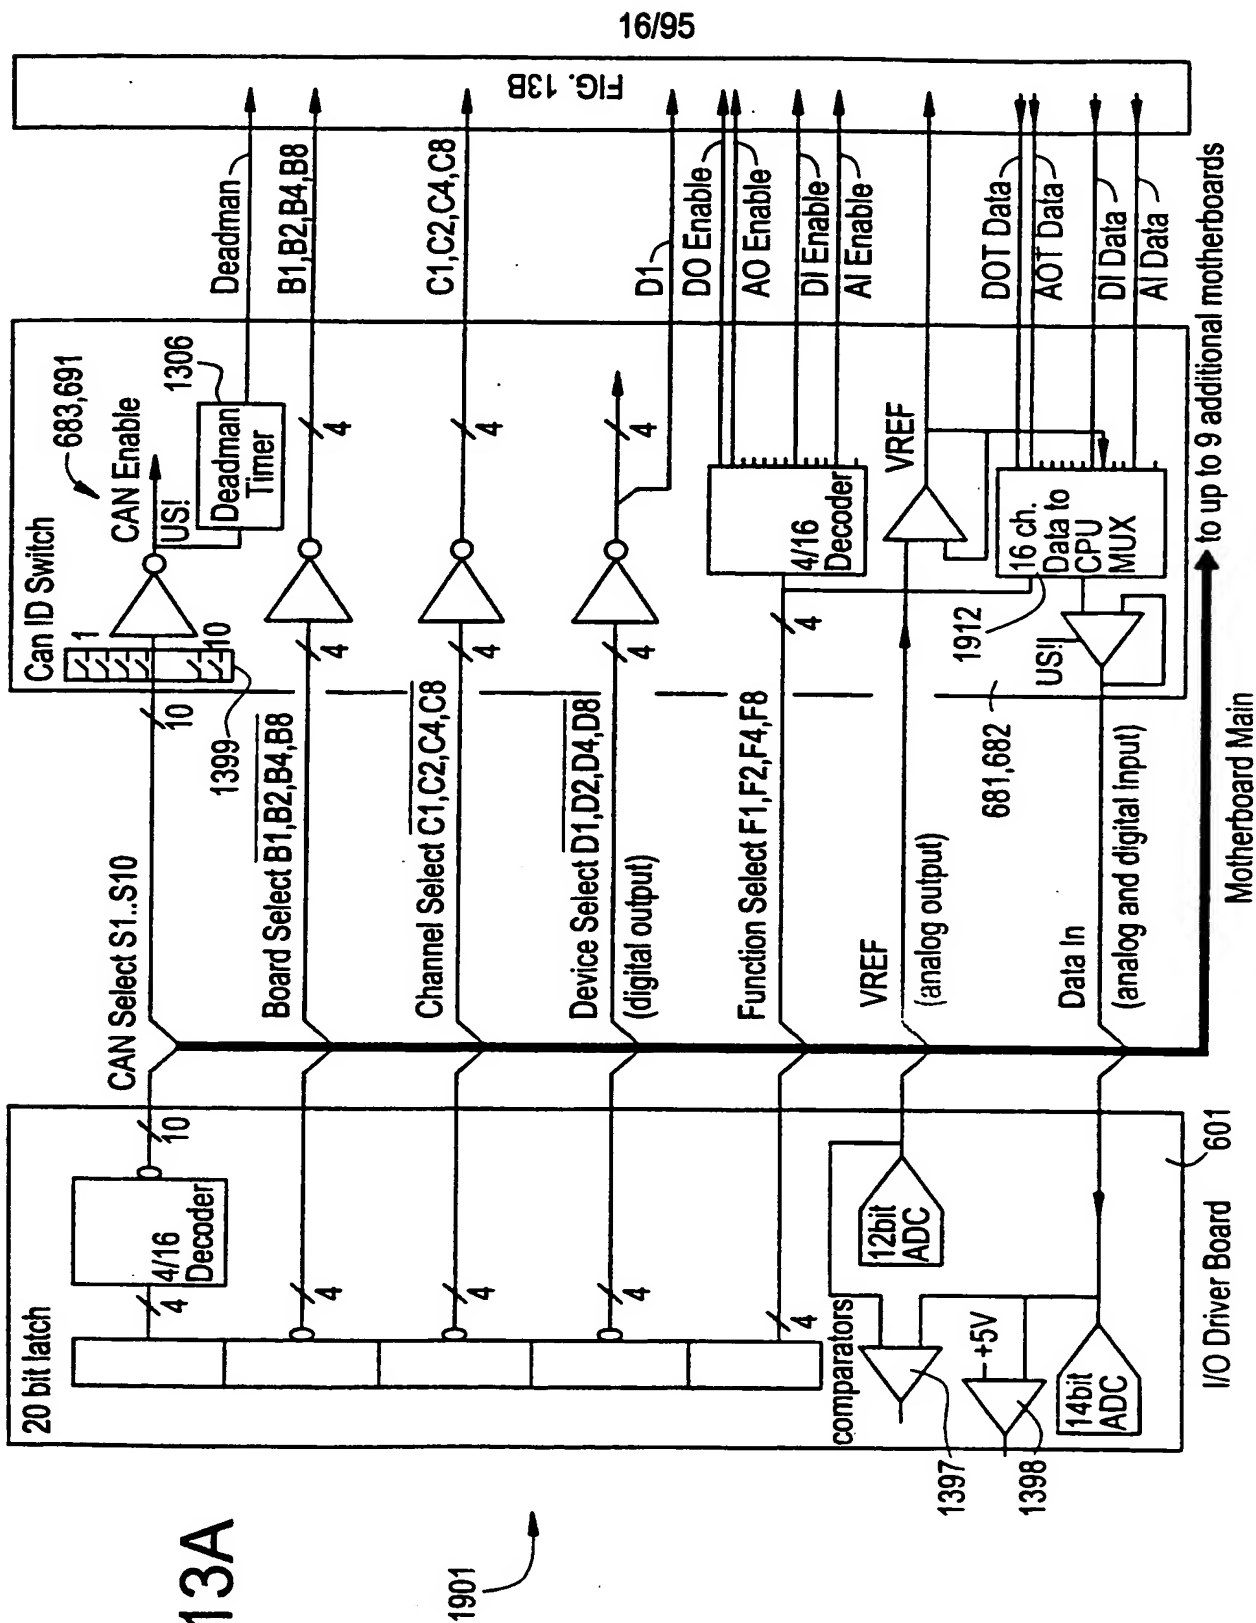 16/95
13A
1901
20 bit latch
4/16
Decoder
4
10
4
4
4
4
comparators
12bit
ADC
+5V
14bit
ADC
1397
1398
601
I/O Driver Board
CAN Select S1..S10
Board Select B1,B2,B4,B8
Channel Select C1,C2,C4,C8
Device Select D1,D2,D4,D8
(digital output)
Function Select F1,F2,F4,F8
VREF
(analog output)
Data In
(analog and digital input)
Motherboard Main
to up to 9 additional motherboards
Can ID Switch
1
10
10
1399
683,691
CAN Enable
US!
Deadman
Timer
1306
4
4
4
4
4
4
4
4/16
Decoder
VREF
16 ch.
Data to
CPU
MUX
1912
US!
681,682
Deadman
B1,B2,B4,B8
C1,C2,C4,C8
D1
DO Enable
AO Enable
DI Enable
AI Enable
DOT Data
AOT Data
DI Data
AI Data
FIG. 13B